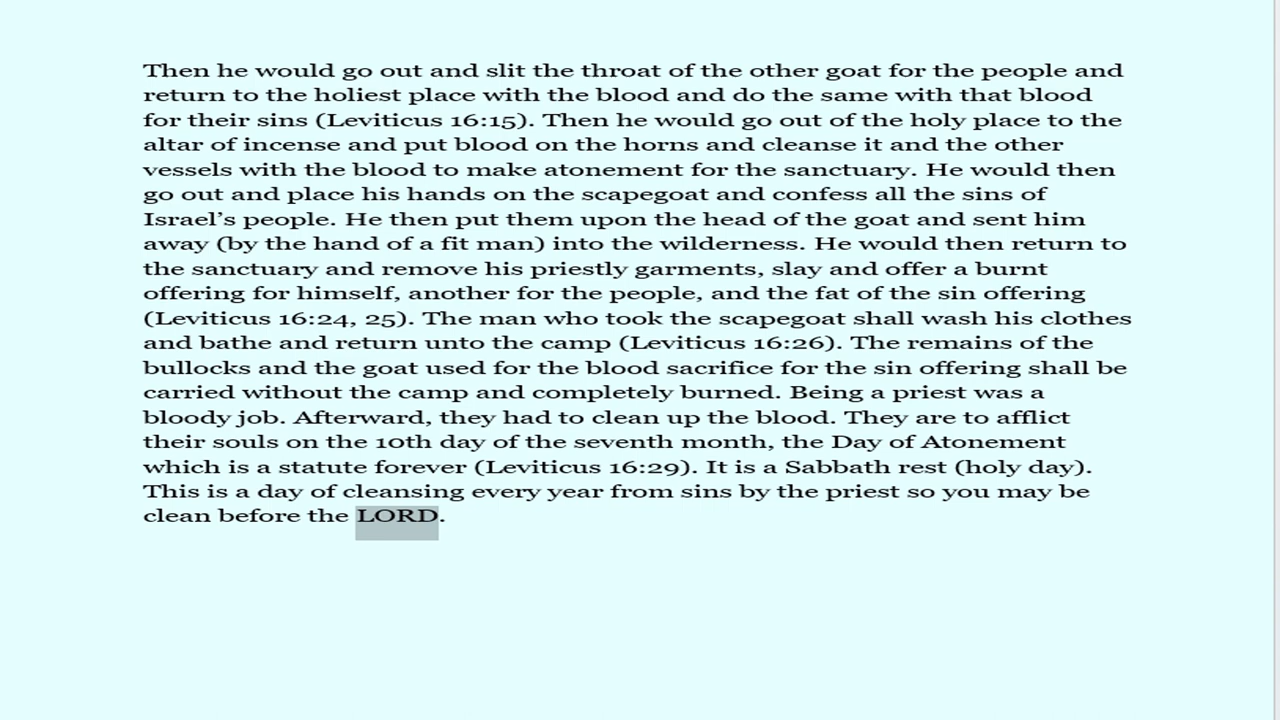 Then he would go out and slit the throat of the other goat for the people and
return to the holiest place with the blood and do the same with that blood
for their sins (Leviticus 16:15). Then he would go out of the holy place to the
altar of incense and put blood on the horns and cleanse it and the other
vessels with the blood to make atonement for the sanctuary. He would then
go out and place his hands on the scapegoat and confess all the sins of
Israel’s people. He then put them upon the head of the goat and sent him
away (by the hand of a fit man) into the wilderness. He would then return to
the sanctuary and remove his priestly garments, slay and offer a burnt
offering for himself, another for the people, and the fat of the sin offering
(Leviticus 16:24, 25). The man who took the scapegoat shall wash his clothes
and bathe and return unto the camp (Leviticus 16:26). The remains of the
bullocks and the goat used for the blood sacrifice for the sin offering shall be
carried without the camp and completely burned. Being a priest was a
bloody job. Afterward, they had to clean up the blood. They are to afflict
their souls on the 10th day of the seventh month, the Day of Atonement
which is a statute forever (Leviticus 16:29). It is a Sabbath rest (holy day).
This is a day of cleansing every year from sins by the priest so you may be
clean before the LORD.